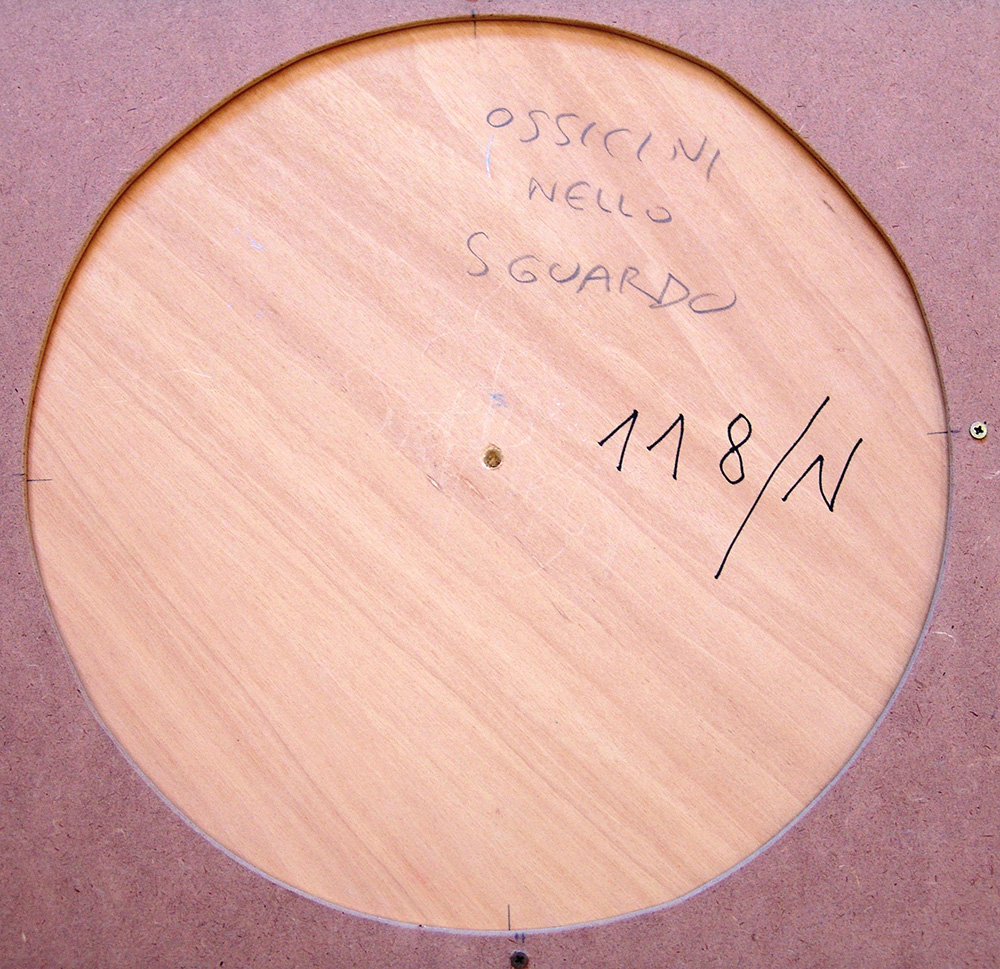 OSSICINI
NELLO
SGUARDO
118/N